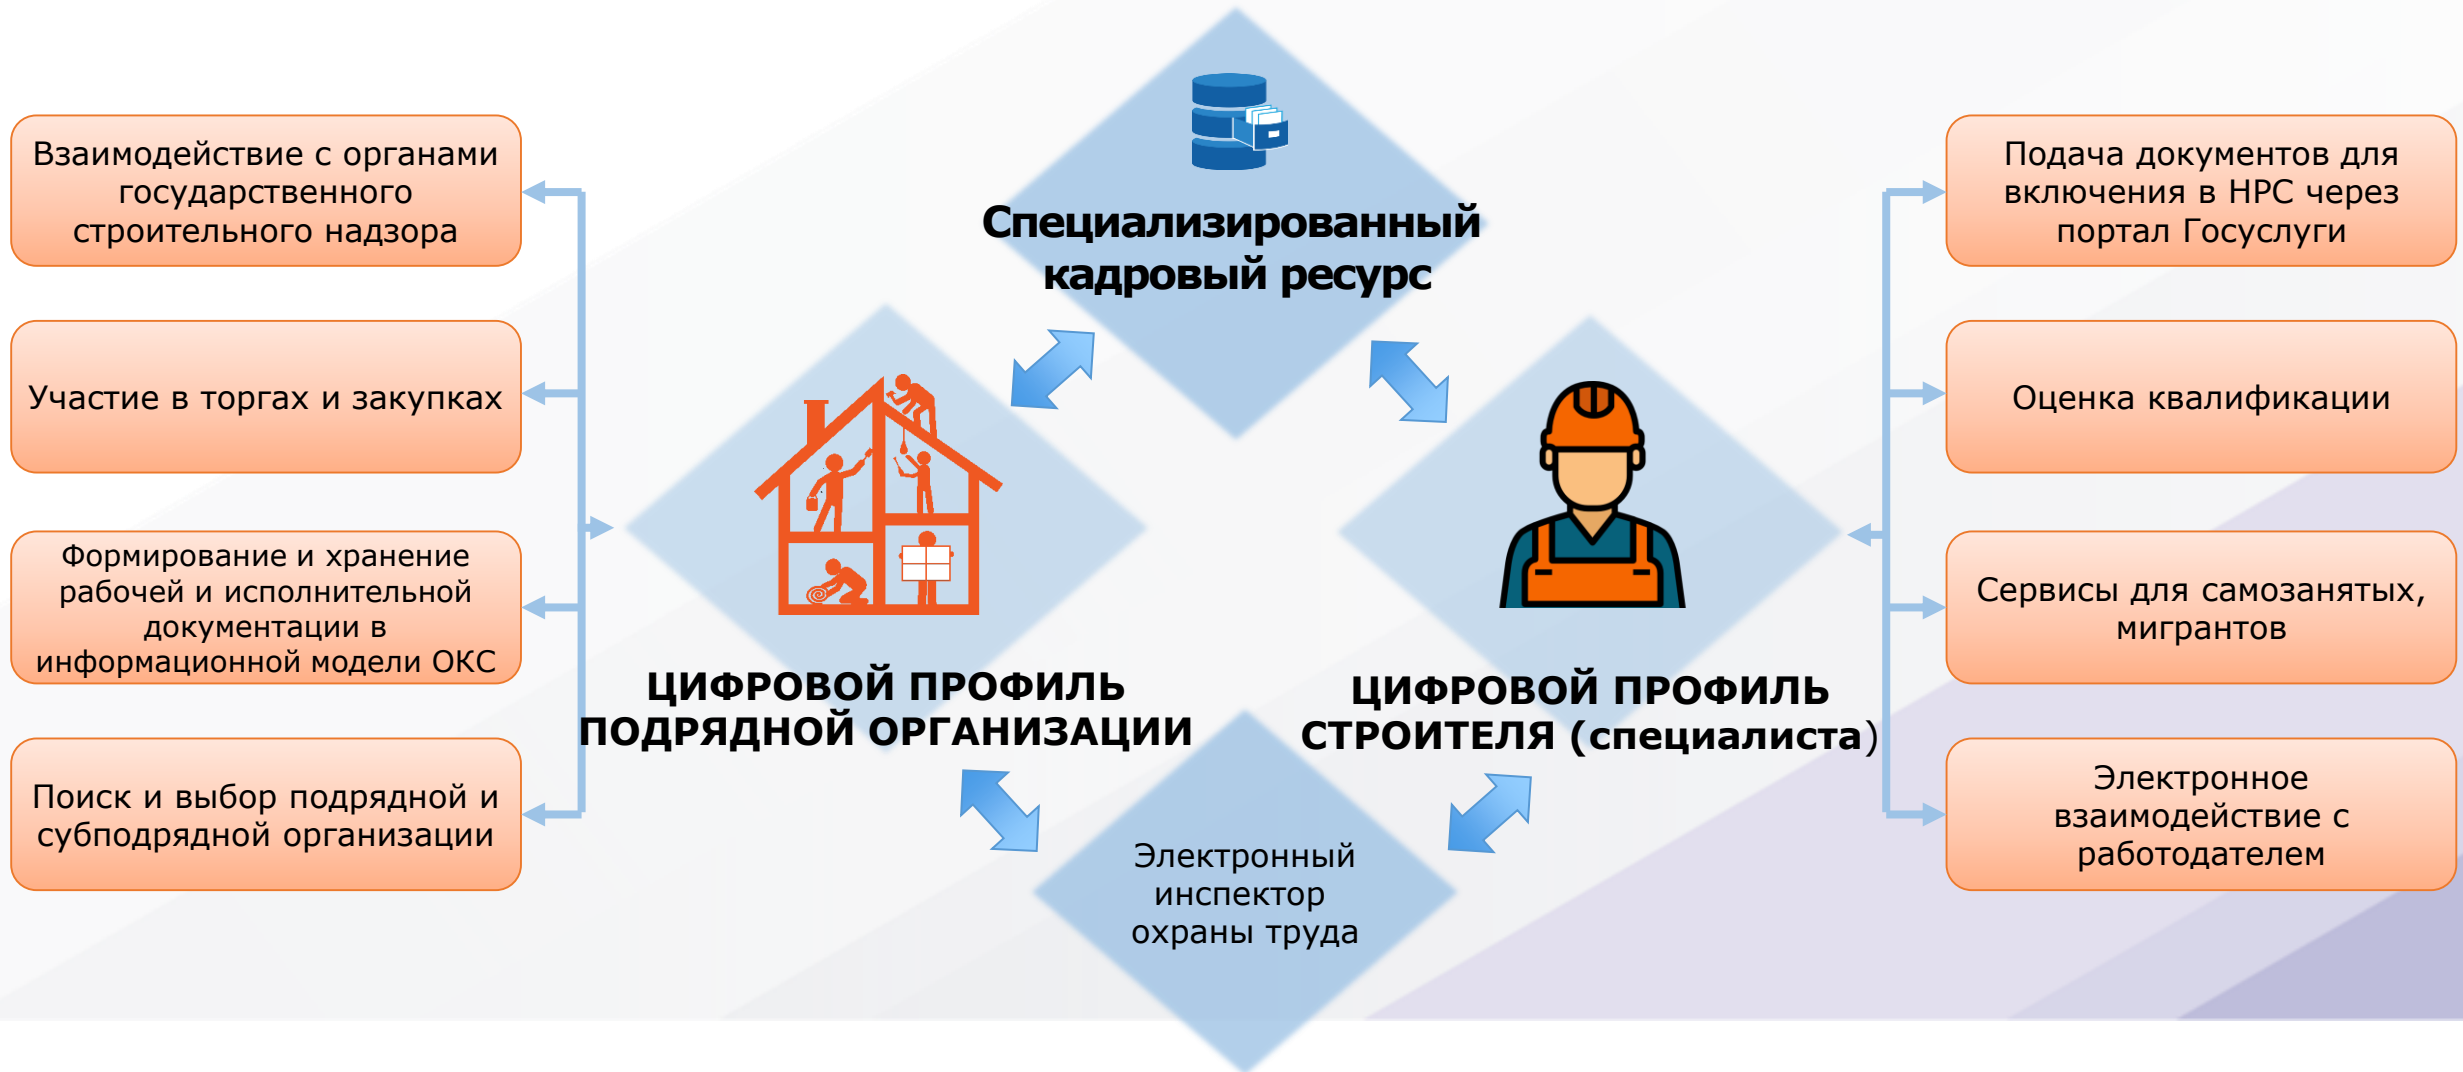 Специализированный
кадровый ресурс
Взаимодействие с органами
государственного
строительного надзора
Участие в торгах и закупках
Формирование и хранение
рабочей и исполнительной
документации в
информационной модели ОКС
Поиск и выбор подрядной и
субподрядной организации
ЦИФРОВОЙ ПРОФИЛЬ
ПОДРЯДНОЙ ОРГАНИЗАЦИИ
ЦИФРОВОЙ ПРОФИЛЬ
СТРОИТЕЛЯ (специалиста)
Электронный
инспектор
охраны труда
Подача документов для
включения в НРС через
портал Госуслуги
Оценка квалификации
Сервисы для самозанятых,
мигрантов
Электронное
взаимодействие с
работодателем